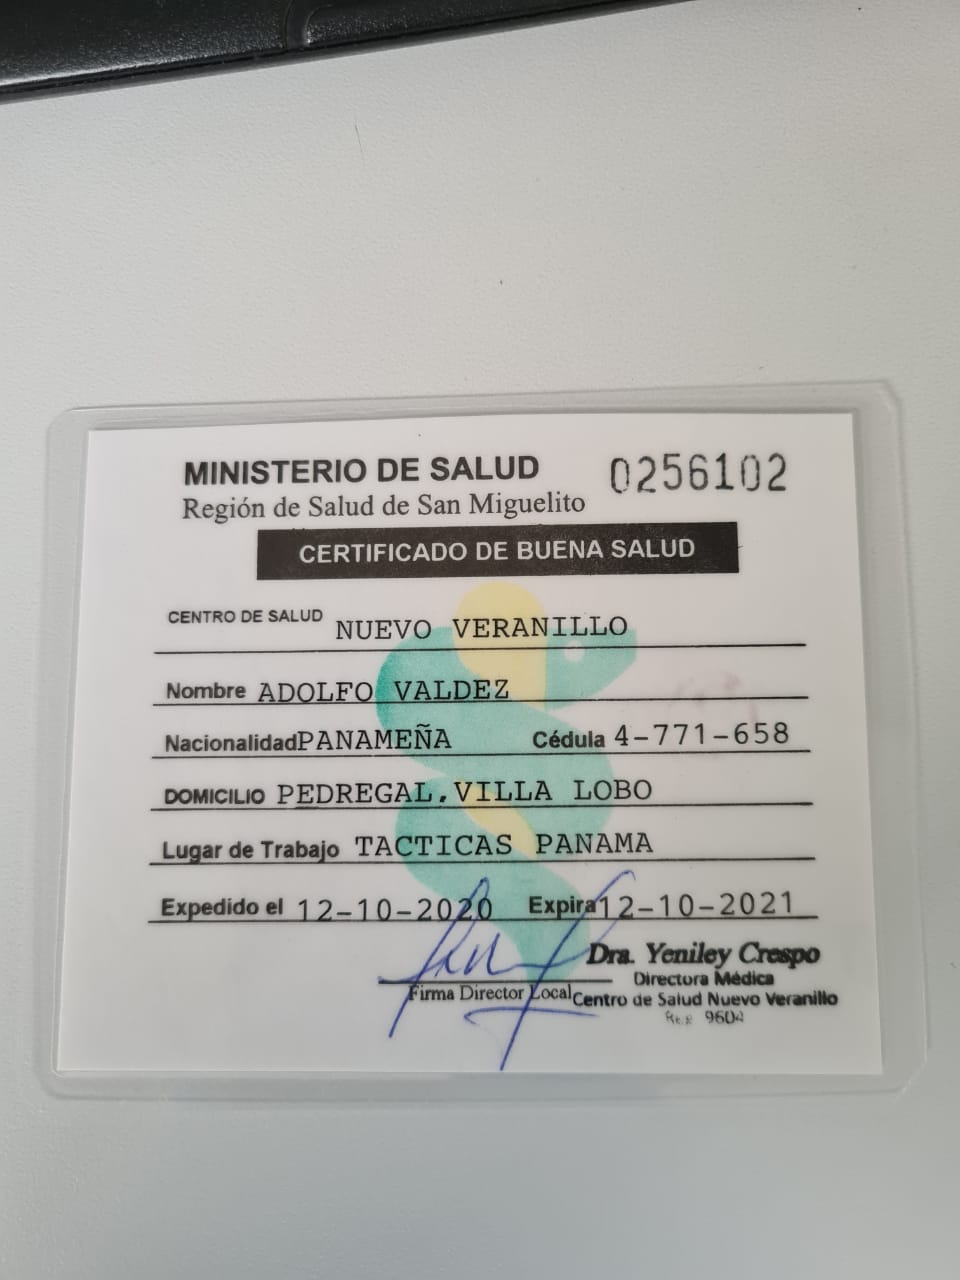 MINISTERIO DE SALUD 0256102
Región de Salud de San Miguelito
CERTIFICADO DE BUENA SALUD
CENTRO DE SALUD NUEVO VERANILLO
Nombre ADOLFO VALDEZ
Nacionalidad PANAMEÑA Cédula 4-771-658
DOMICILIO PEDREGAL.VILLA LOBO
Lugar de Trabajo TACTICAS PANAMA
Expedido el 12-10-2020 Expira 12-10-2021
Dra. Yeniley Crespo
Directora Médica
Firma Director Local Centro de Salud Nuevo Veranillo